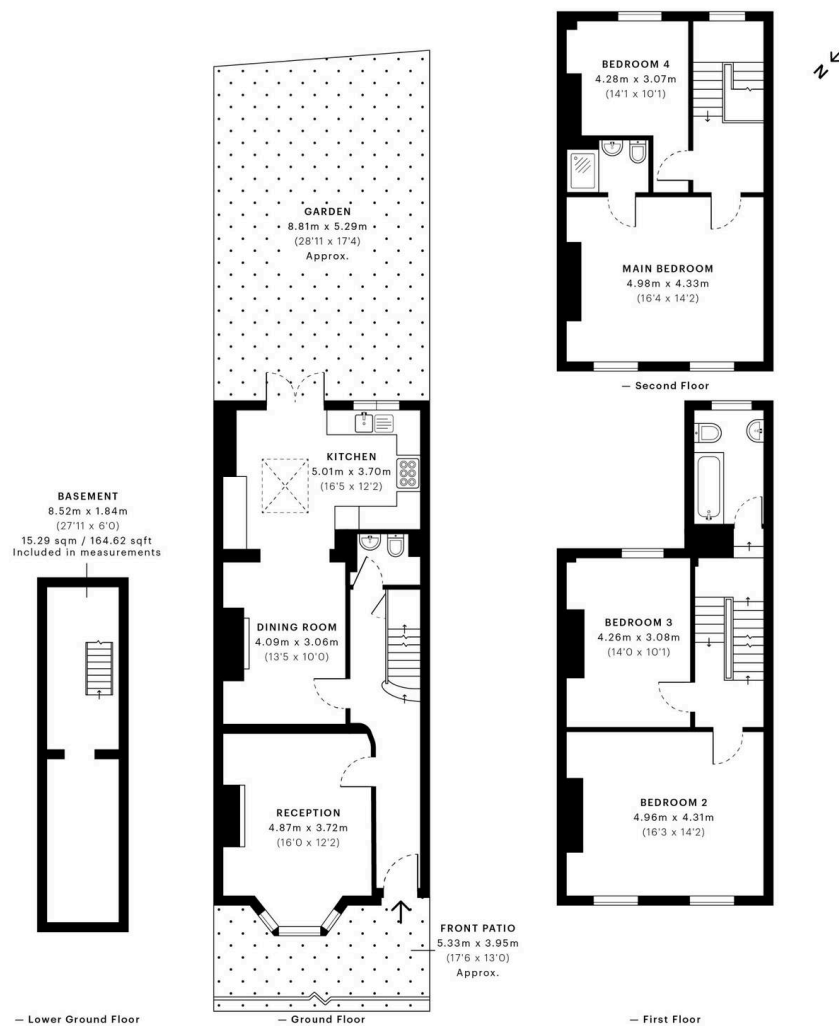 BEDROOM 4
4.28m x 3.07m
(14'1 x 10'1)
N
GARDEN
8.81m x 5.29m
(28'11 x 17'4)
Approx.
MAIN BEDROOM
4.98m x 4.33m
(16'4 x 14'2)
— Second Floor
KITCHEN
5.01m x 3.70m
(16'5 x 12'2)
BASEMENT
8.52m x 1.84m
(27'11 x 6'0)
15.29 sqm / 164.62 sqft
Included in measurements
DINING ROOM
4.09m x 3.06m
(13'5 x 10'0)
BEDROOM 3
4.26m x 3.08m
(14'0 x 10'1)
RECEPTION
4.87m x 3.72m
(16'0 x 12'2)
BEDROOM 2
4.96m x 4.31m
(16'3 x 14'2)
FRONT PATIO
5.33m x 3.95m
(17'6 x 13'0)
Approx.
— Lower Ground Floor
— Ground Floor
— First Floor